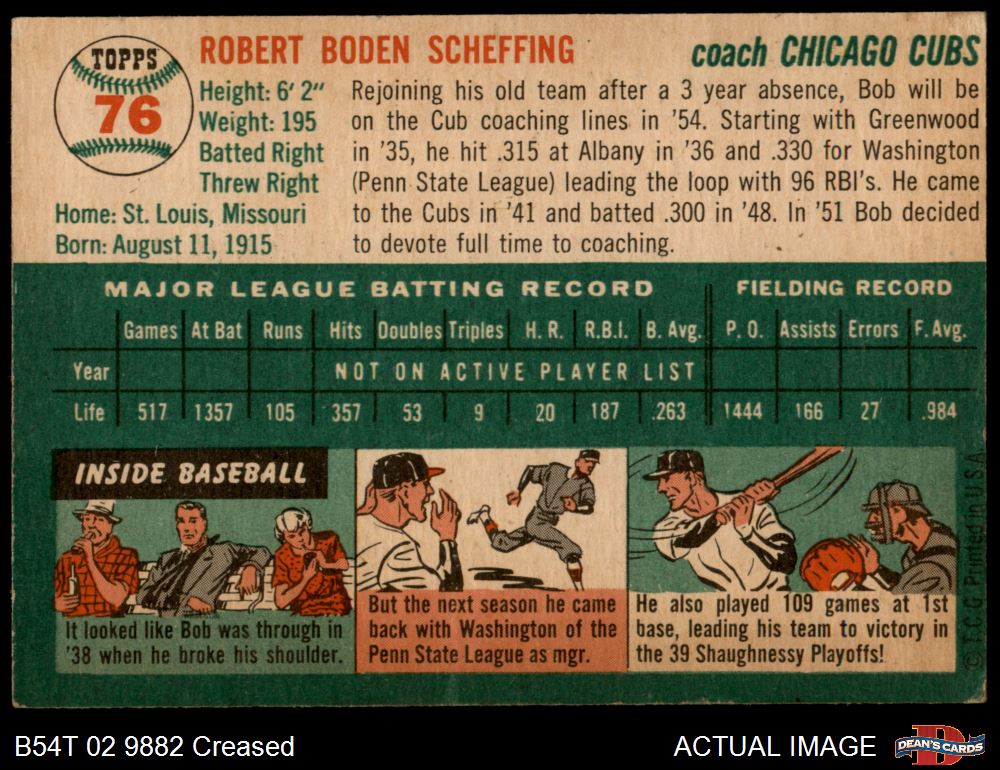 TOPPS
76
ROBERT BODEN SCHEFFING
coach CHICAGO CUBS
Height: 6' 2"
Weight: 195
Batted Right
Threw Right
Home: St. Louis, Missouri
Born: August 11, 1915
Rejoining his old team after a 3 year absence, Bob will be
on the Cub coaching lines in '54. Starting with Greenwood
in '35, he hit .315 at Albany in '36 and .330 for Washington
(Penn State League) leading the loop with 96 RBI's. He came
to the Cubs in '41 and batted .300 in '48. In '51 Bob decided
to devote full time to coaching.
MAJOR LEAGUE BATTING RECORD FIELDING RECORD
Games At Bat Runs Hits Doubles Triples H. R. R.B.I. B. Avg. P. O. Assists Errors F. Avg.
Year NOT ON ACTIVE PLAYER LIST
Life 517 1357 105 357 53 9 20 187 .263 1444 166 27 .984
INSIDE BASEBALL
It looked like Bob was through in
'38 when he broke his shoulder.
But the next season he came
back with Washington of the
Penn State League as mgr.
He also played 109 games at 1st
base, leading his team to victory in
the 39 Shaughnessy Playoffs!
© T.C.G. Printed in U.S.A.
B54T 02 9882 Creased
ACTUAL IMAGE
DEAN'S CARDS